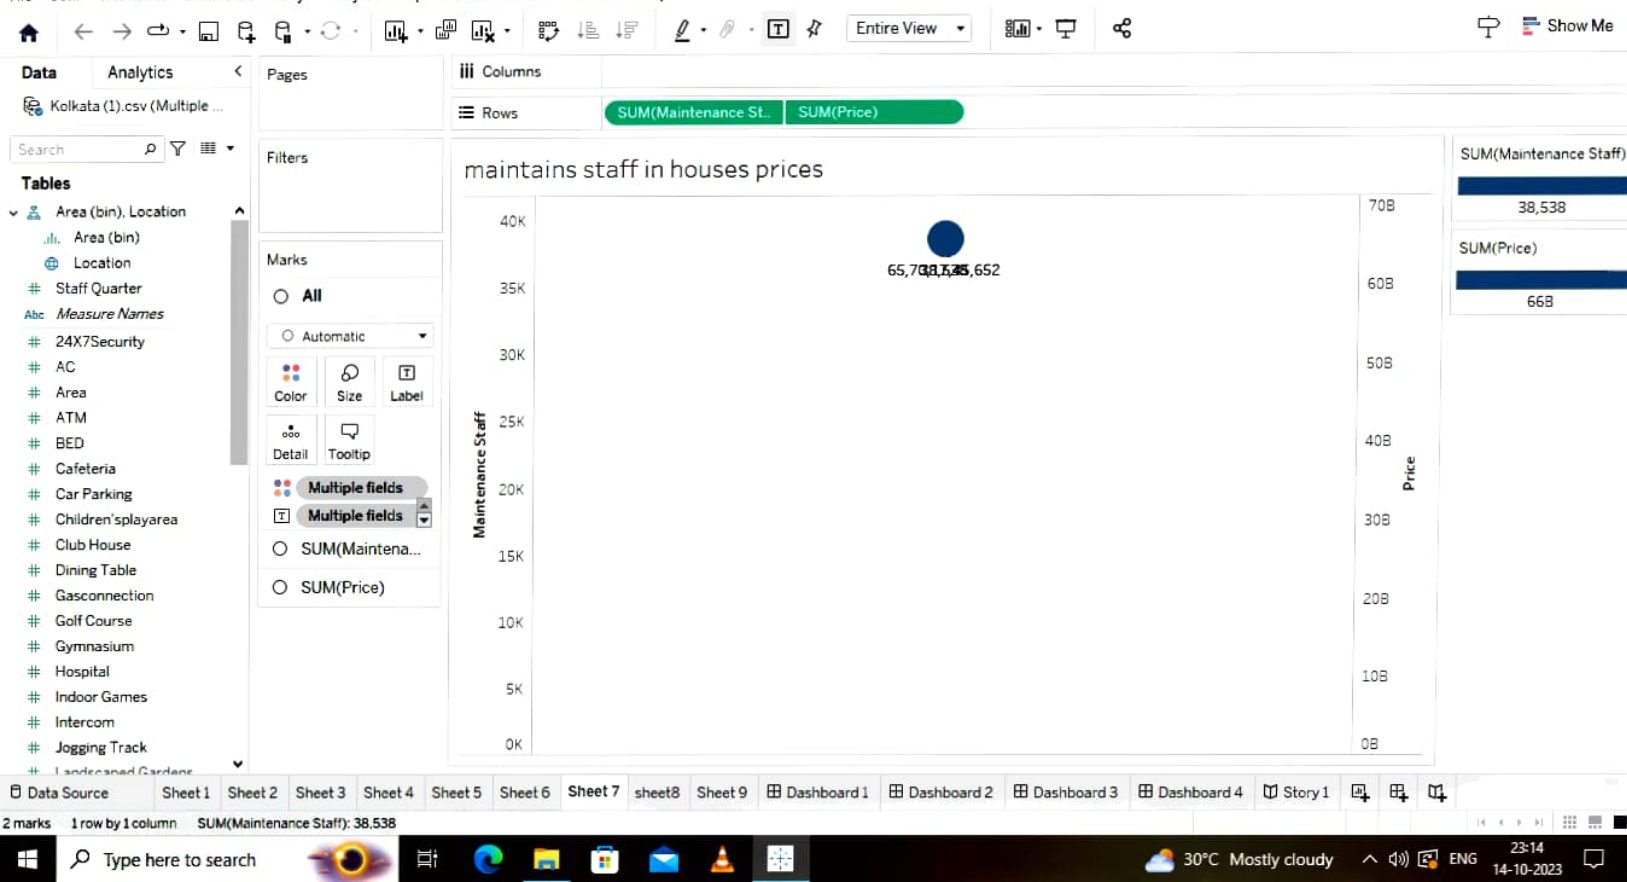 Entire View
Show Me
Data
Analytics
Pages
Columns
Kolkata (1).csv (Multiple ...
Rows
SUM(Maintenance St..
SUM(Price)
Search
Filters
maintains staff in houses prices
SUM(Maintenance Staff)
38,538
SUM(Price)
66B
Tables
Area (bin), Location
Area (bin)
Location
Staff Quarter
Abc Measure Names
24X7Security
AC
Area
ATM
BED
Cafeteria
Car Parking
Children'splayarea
Club House
Dining Table
Gasconnection
Golf Course
Gymnasium
Hospital
Indoor Games
Intercom
Jogging Track
Landscaped Gardens
Marks
All
Automatic
Color
Size
Label
Detail
Tooltip
Multiple fields
Multiple fields
SUM(Maintena...
SUM(Price)
40K
35K
30K
25K
20K
15K
10K
5K
0K
Maintenance Staff
70B
60B
50B
40B
30B
20B
10B
0B
Price
Data Source
Sheet 1
Sheet 2
Sheet 3
Sheet 4
Sheet 5
Sheet 6
Sheet 7
sheet8
Sheet 9
Dashboard 1
Dashboard 2
Dashboard 3
Dashboard 4
Story 1
2 marks
1 row by 1 column
SUM(Maintenance Staff): 38,538
Type here to search
30°C Mostly cloudy
ENG
23:14
14-10-2023